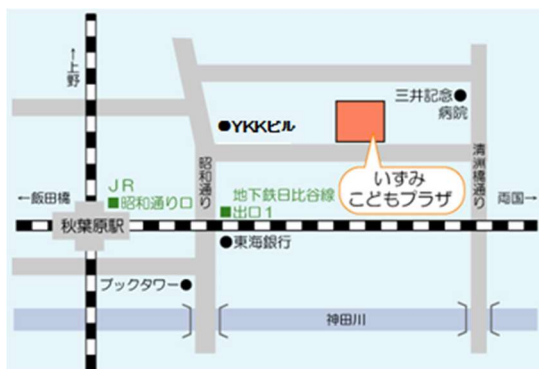 ←上野
三井記念●
病院
●YKKビル
昭和通り
清洲橋通り
いずみ
こどもプラザ
←飯田橋
JR
■昭和通り口
地下鉄日比谷線
■出口1
両国→
秋葉原駅
●東海銀行
ブックタワー●
神田川